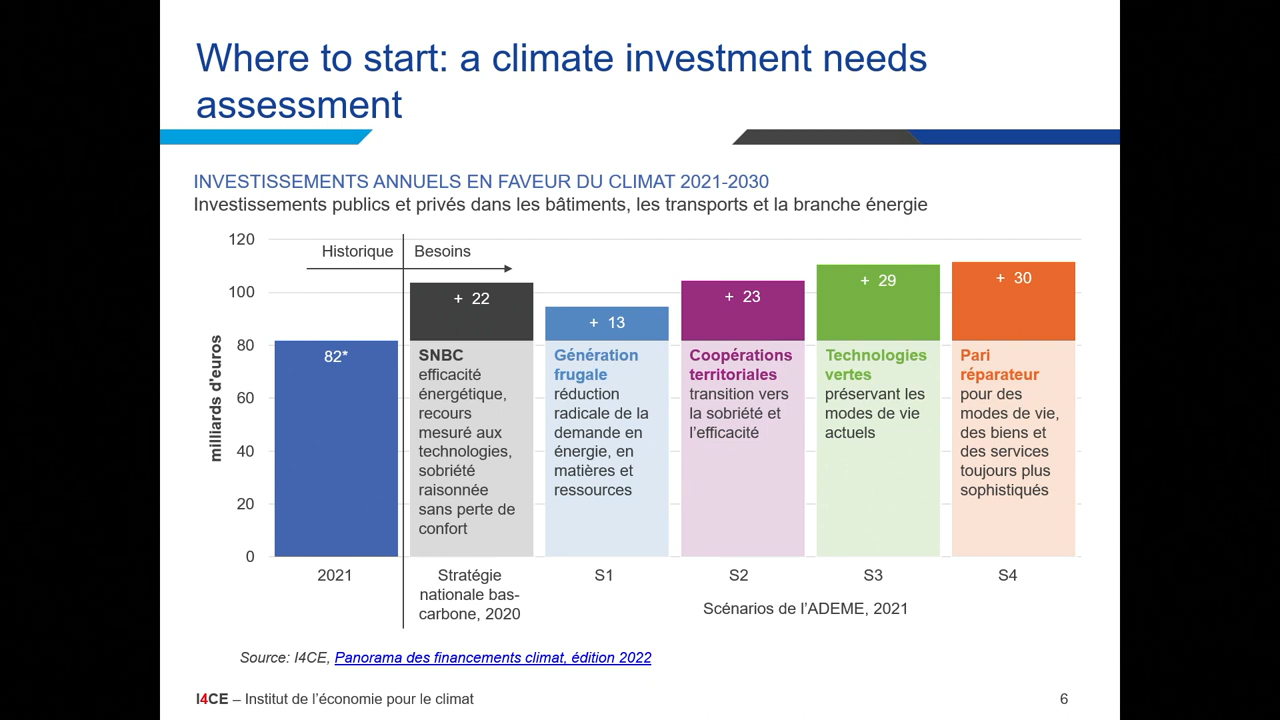 Where to start: a climate investment needs
assessment
INVESTISSEMENTS ANNUELS EN FAVEUR DU CLIMAT 2021-2030
Investissements publics et privés dans les bâtiments, les transports et la branche énergie
milliards d'euros
120
100
80
60
40
20
0
Historique
Besoins
82*
+ 22
SNBC
efficacité
énergétique,
recours
mesuré aux
technologies,
sobriété
raisonnée
sans perte de
confort
+ 13
Génération
frugale
réduction
radicale de la
demande en
énergie, en
matières et
ressources
+ 23
Coopérations
territoriales
transition vers
la sobriété et
l’efficacité
+ 29
Technologies
vertes
préservant les
modes de vie
actuels
+ 30
Pari
réparateur
pour des
modes de vie,
des biens et
des services
toujours plus
sophistiqués
2021
Stratégie
nationale bas-
carbone, 2020
S1
S2
S3
S4
Scénarios de l’ADEME, 2021
Source: I4CE, Panorama des financements climat, édition 2022
I4CE – Institut de l’économie pour le climat
6